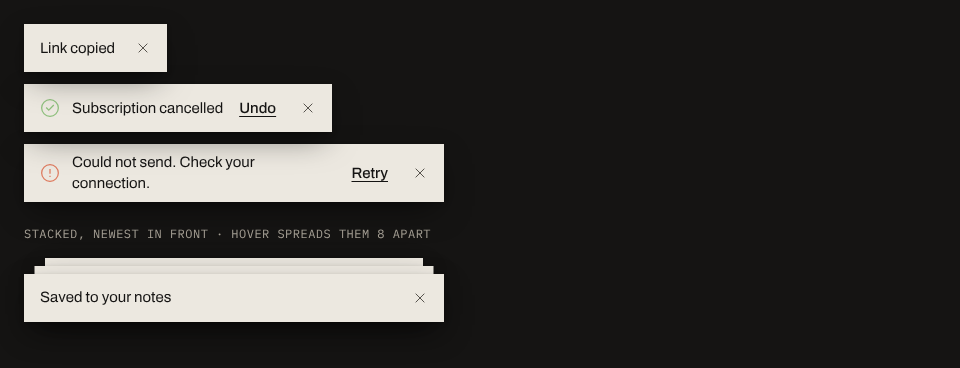 Link copied
Subscription cancelled Undo
Could not send. Check your
connection.
Retry
STACKED, NEWEST IN FRONT · HOVER SPREADS THEM 8 APART
Saved to your notes